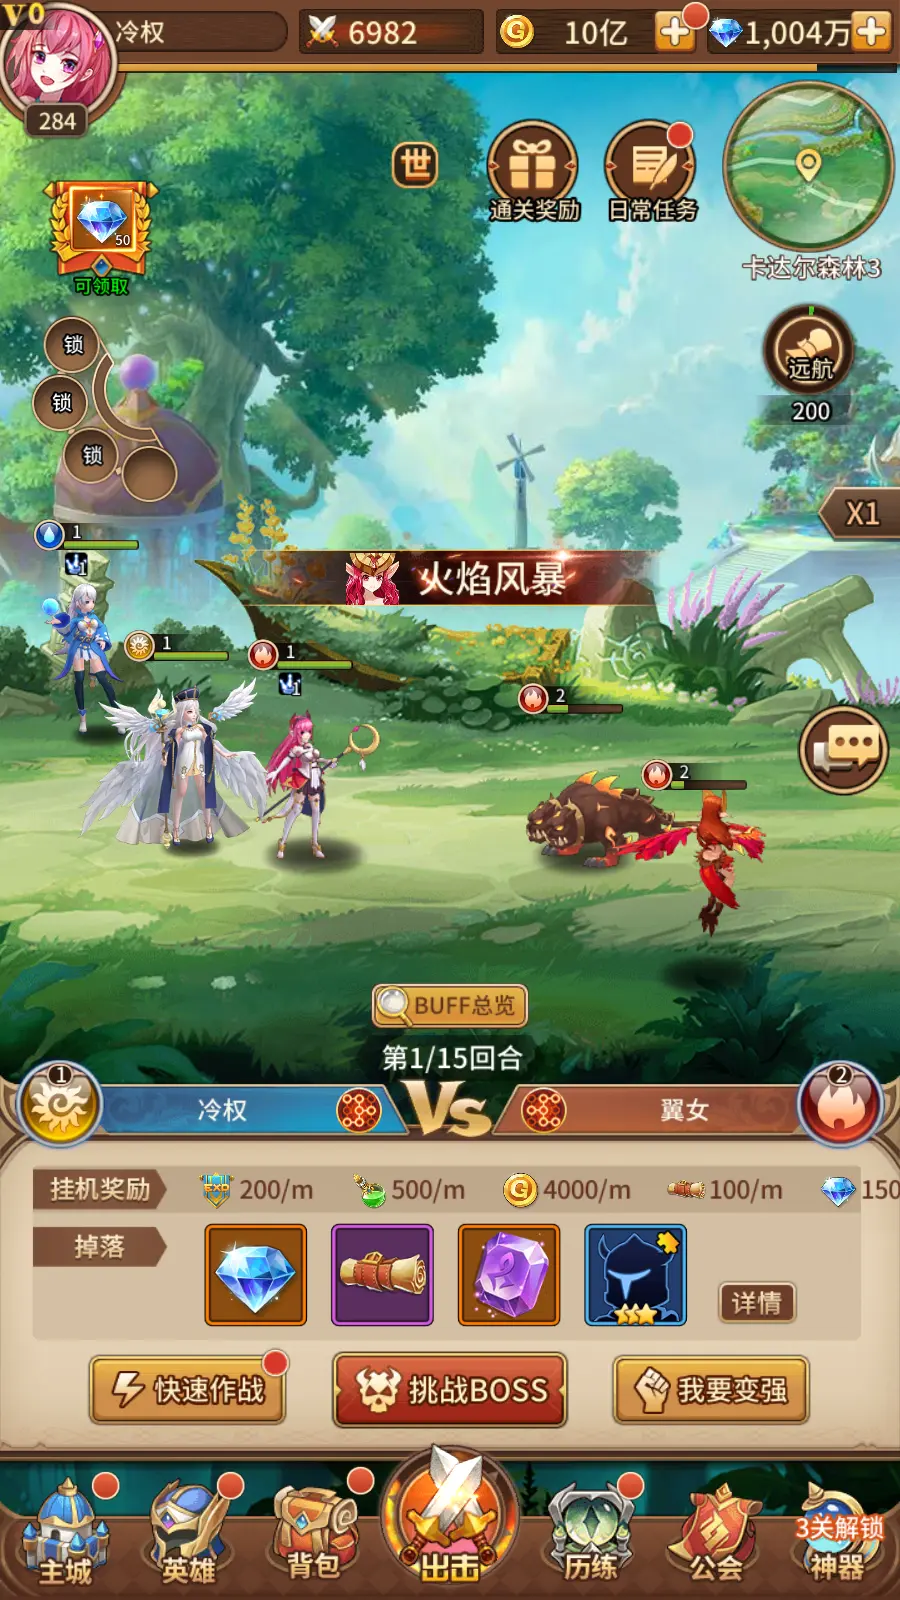 V0
冷权
6982
10亿
1,004万
284
世
通关奖励
日常任务
50
可领取
卡达尔森林3
锁
锁
锁
远航
200
X1
1
1
火焰风暴
1
1
1
2
2
BUFF总览
第1/15回合
1
冷权
Vs
翼女
2
挂机奖励
EXP
200/m
500/m
G
4000/m
100/m
150
掉落
详情
快速作战
挑战BOSS
我要变强
3关解锁
主城
英雄
背包
出击
历练
公会
神器